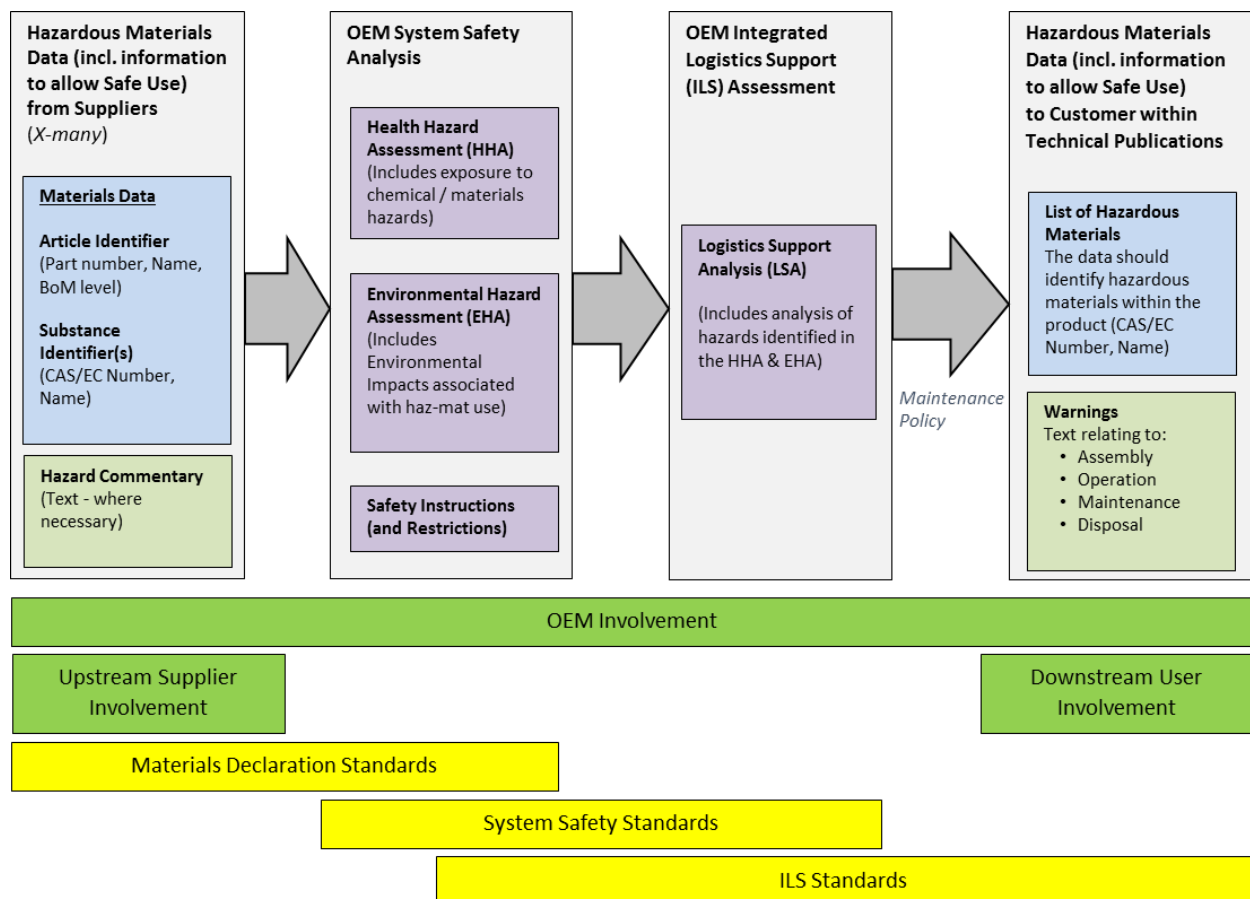 Hazardous Materials
Data (incl. information
to allow Safe Use)
from Suppliers
(X-many)
Materials Data
Article Identifier
(Part number, Name,
BoM level)
Substance
Identifier(s)
(CAS/EC Number,
Name)
Hazard Commentary
(Text - where
necessary)
OEM System Safety
Analysis
Health Hazard
Assessment (HHA)
(Includes exposure to
chemical / materials
hazards)
Environmental Hazard
Assessment (EHA)
(Includes
Environmental
Impacts associated
with haz-mat use)
Safety Instructions
(and Restrictions)
OEM Integrated
Logistics Support
(ILS) Assessment
Logistics Support
Analysis (LSA)
(Includes analysis of
hazards identified in
the HHA & EHA)
Maintenance
Policy
Hazardous Materials
Data (incl. information
to allow Safe Use)
to Customer within
Technical Publications
List of Hazardous
Materials
The data should
identify hazardous
materials within the
product (CAS/EC
Number, Name)
Warnings
Text relating to:
• Assembly
• Operation
• Maintenance
• Disposal
OEM Involvement
Upstream Supplier
Involvement
Downstream User
Involvement
Materials Declaration Standards
System Safety Standards
ILS Standards